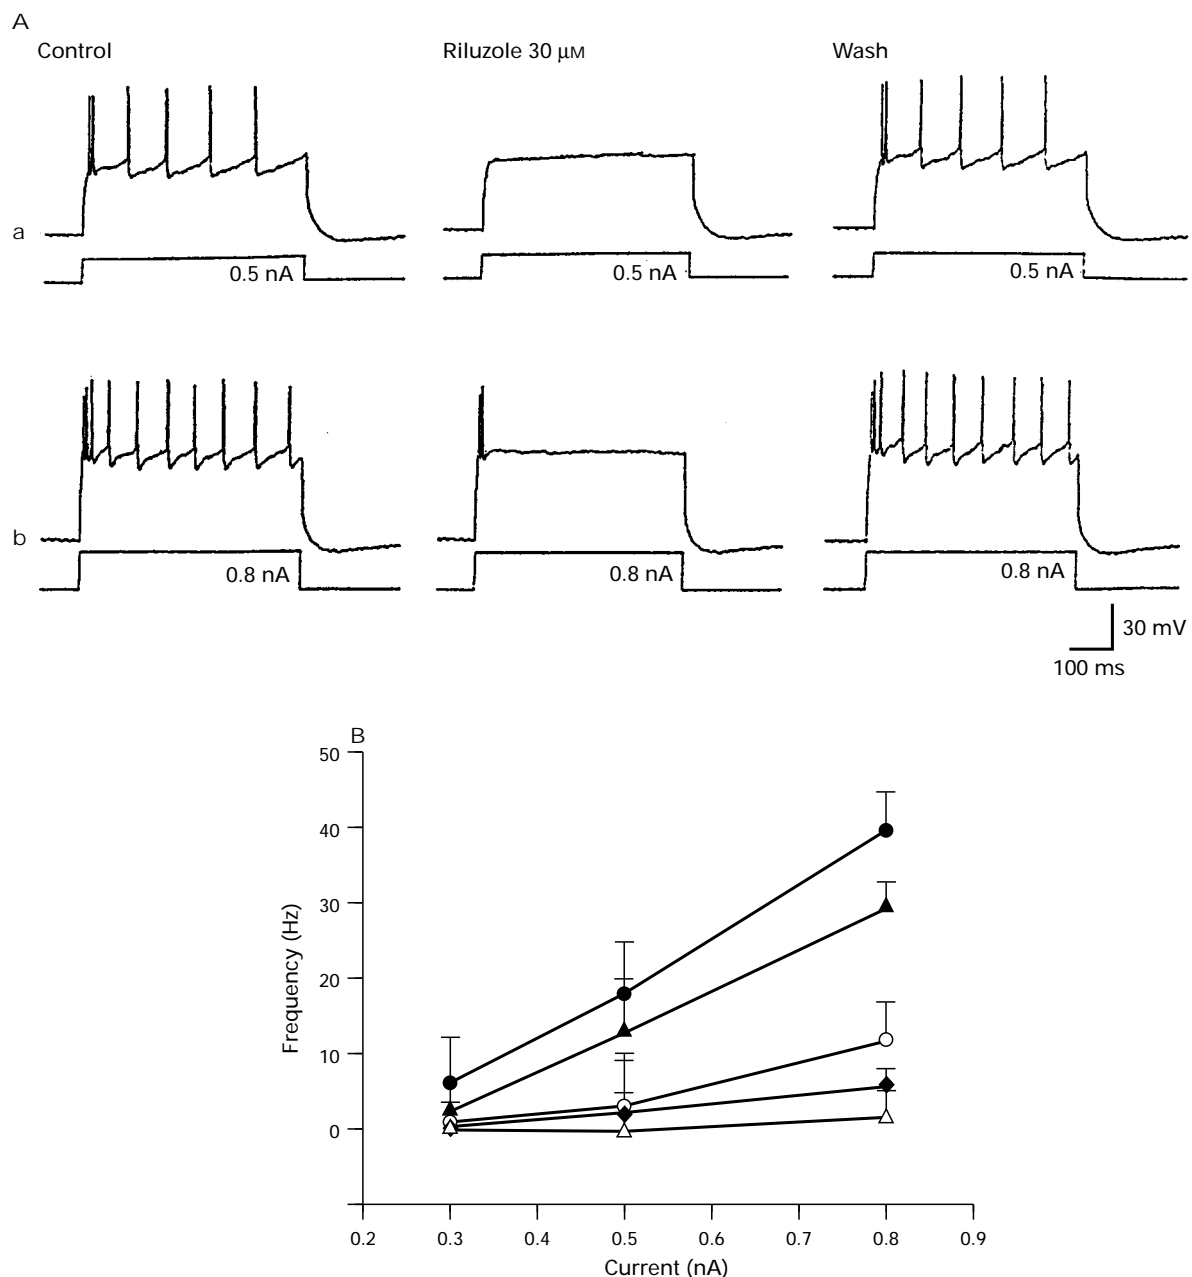 A
Control Riluzole 30 μM Wash
a
0.5 nA 0.5 nA 0.5 nA
b
0.8 nA 0.8 nA 0.8 nA
30 mV
100 ms
B
50
40
30
20
10
0
Frequency (Hz)
0.2 0.3 0.4 0.5 0.6 0.7 0.8 0.9
Current (nA)